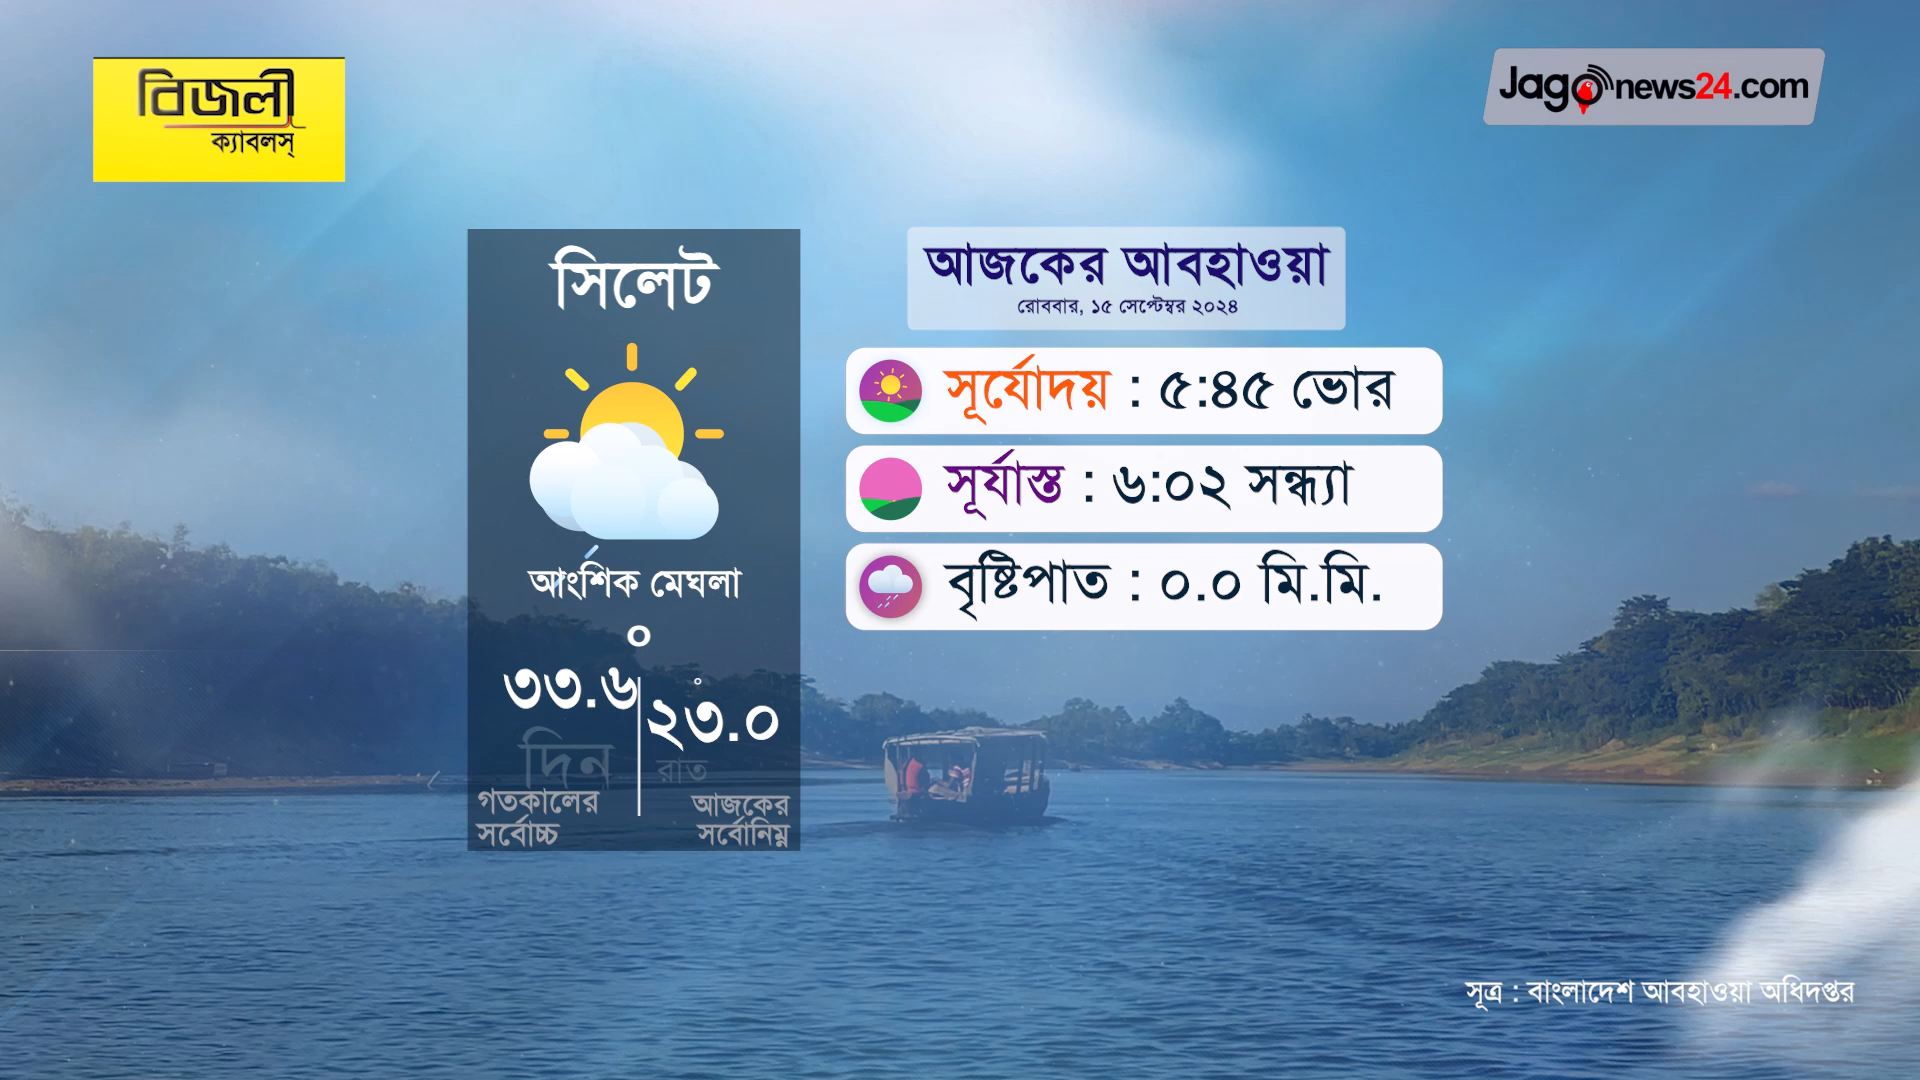 বিজলী
ক্যাবলস্
Jagonews24.com
সিলেট
আংশিক মেঘলা
৩৩.৬°
দিন
গতকালের
সর্বোচ্চ
২৩.০°
রাত
আজকের
সর্বোনিম্ন
আজকের আবহাওয়া
রোববার, ১৫ সেপ্টেম্বর ২০২৪
সূর্যোদয় : ৫:৪৫ ভোর
সূর্যাস্ত : ৬:০২ সন্ধ্যা
বৃষ্টিপাত : ০.০ মি.মি.
সূত্র : বাংলাদেশ আবহাওয়া অধিদপ্তর